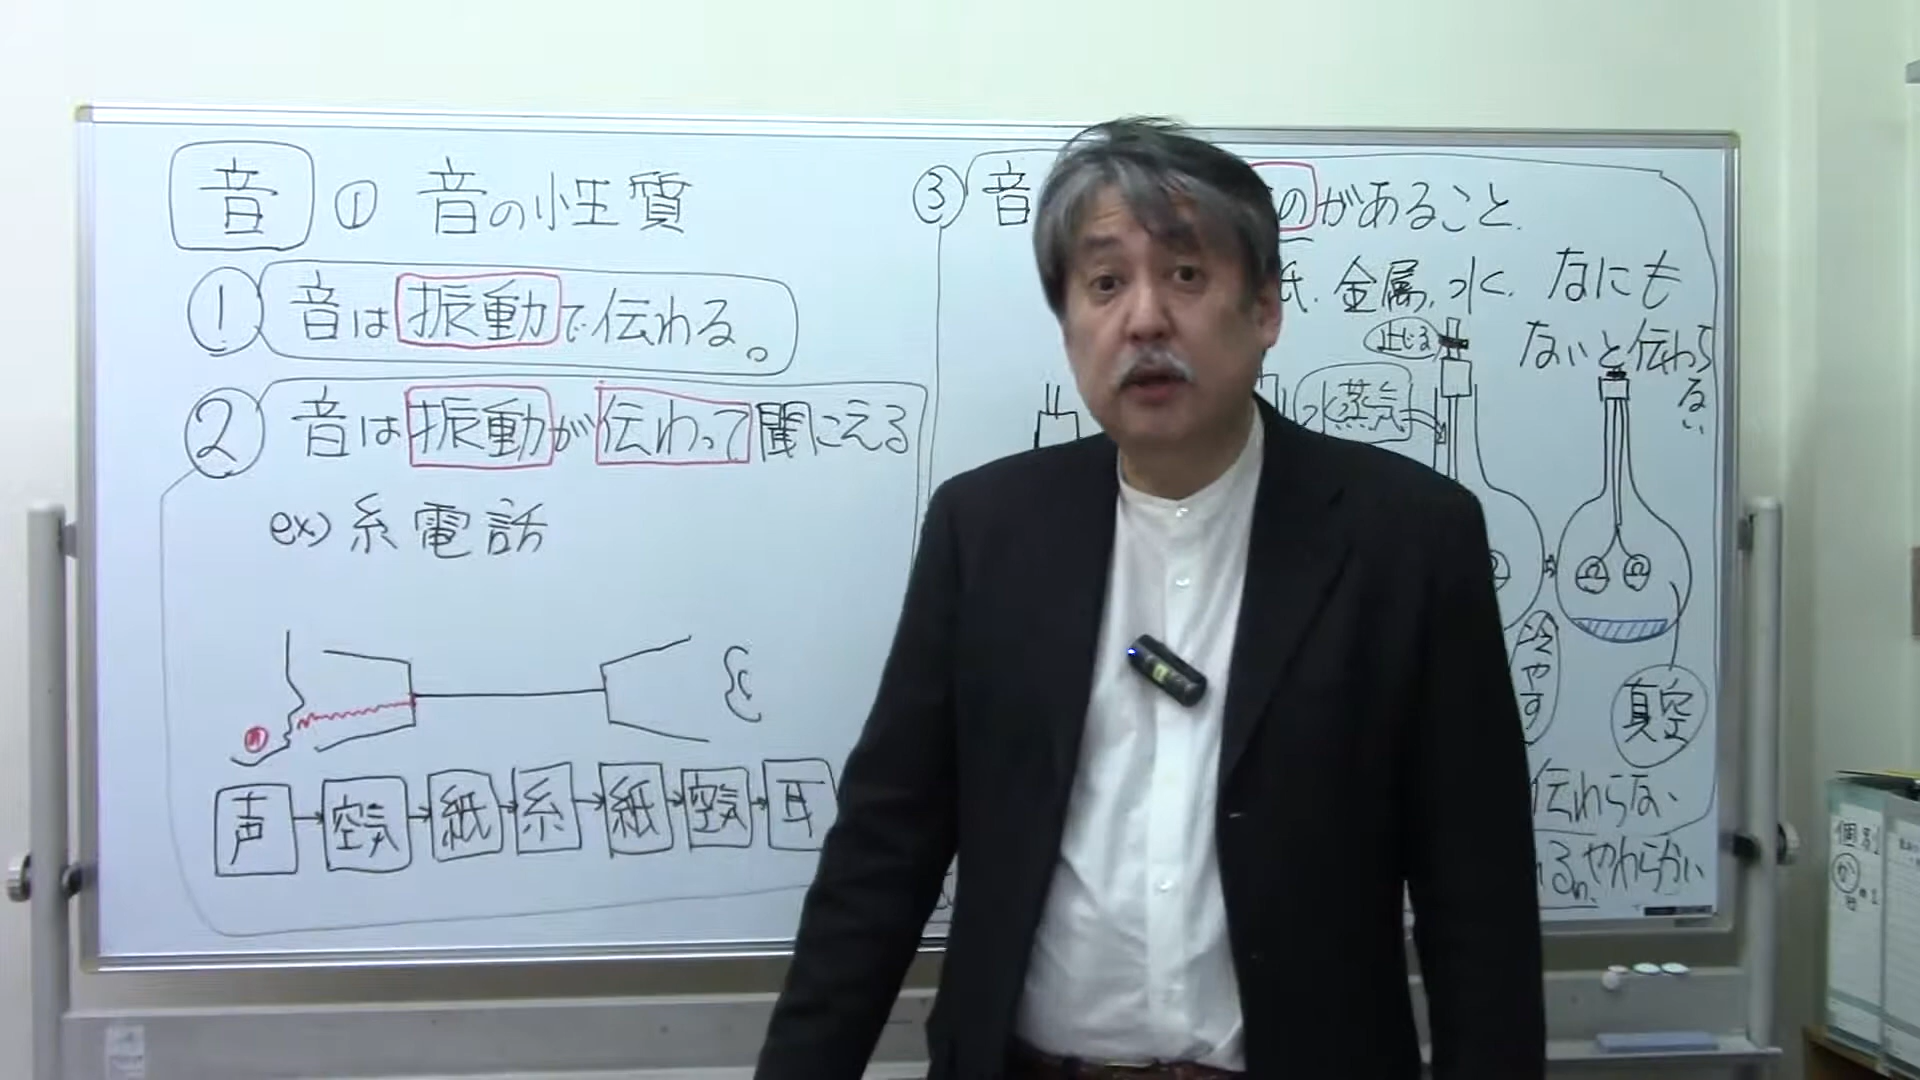 音 ① 音の性質
① 音は振動で伝わる。
② 音は振動が伝わって聞こえる
ex) 糸電話
声→空気→紙→糸→紙→空気→耳
③ 音 のがあること.
紙.金属.水.なにも
ないと伝わらない
止じる
水蒸気
冷やす
真空
伝わらない
る。やわらかい
個別